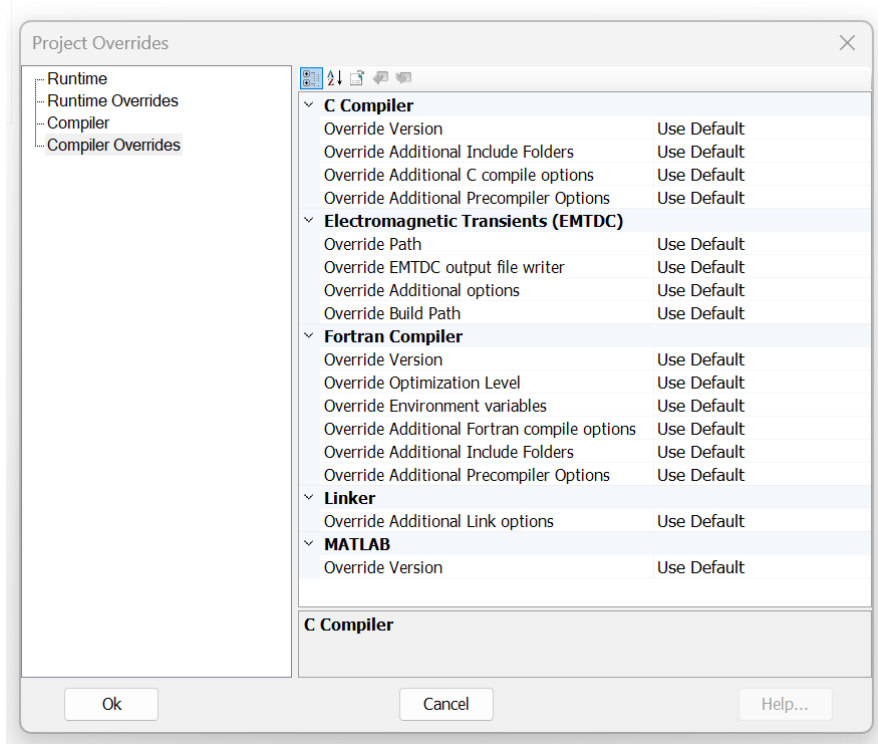 Project Overrides
Runtime
Runtime Overrides
Compiler
Compiler Overrides
C Compiler
Override Version Use Default
Override Additional Include Folders Use Default
Override Additional C compile options Use Default
Override Additional Precompiler Options Use Default
Electromagnetic Transients (EMTDC)
Override Path Use Default
Override EMTDC output file writer Use Default
Override Additional options Use Default
Override Build Path Use Default
Fortran Compiler
Override Version Use Default
Override Optimization Level Use Default
Override Environment variables Use Default
Override Additional Fortran compile options Use Default
Override Additional Include Folders Use Default
Override Additional Precompiler Options Use Default
Linker
Override Additional Link options Use Default
MATLAB
Override Version Use Default
C Compiler
Ok Cancel Help...